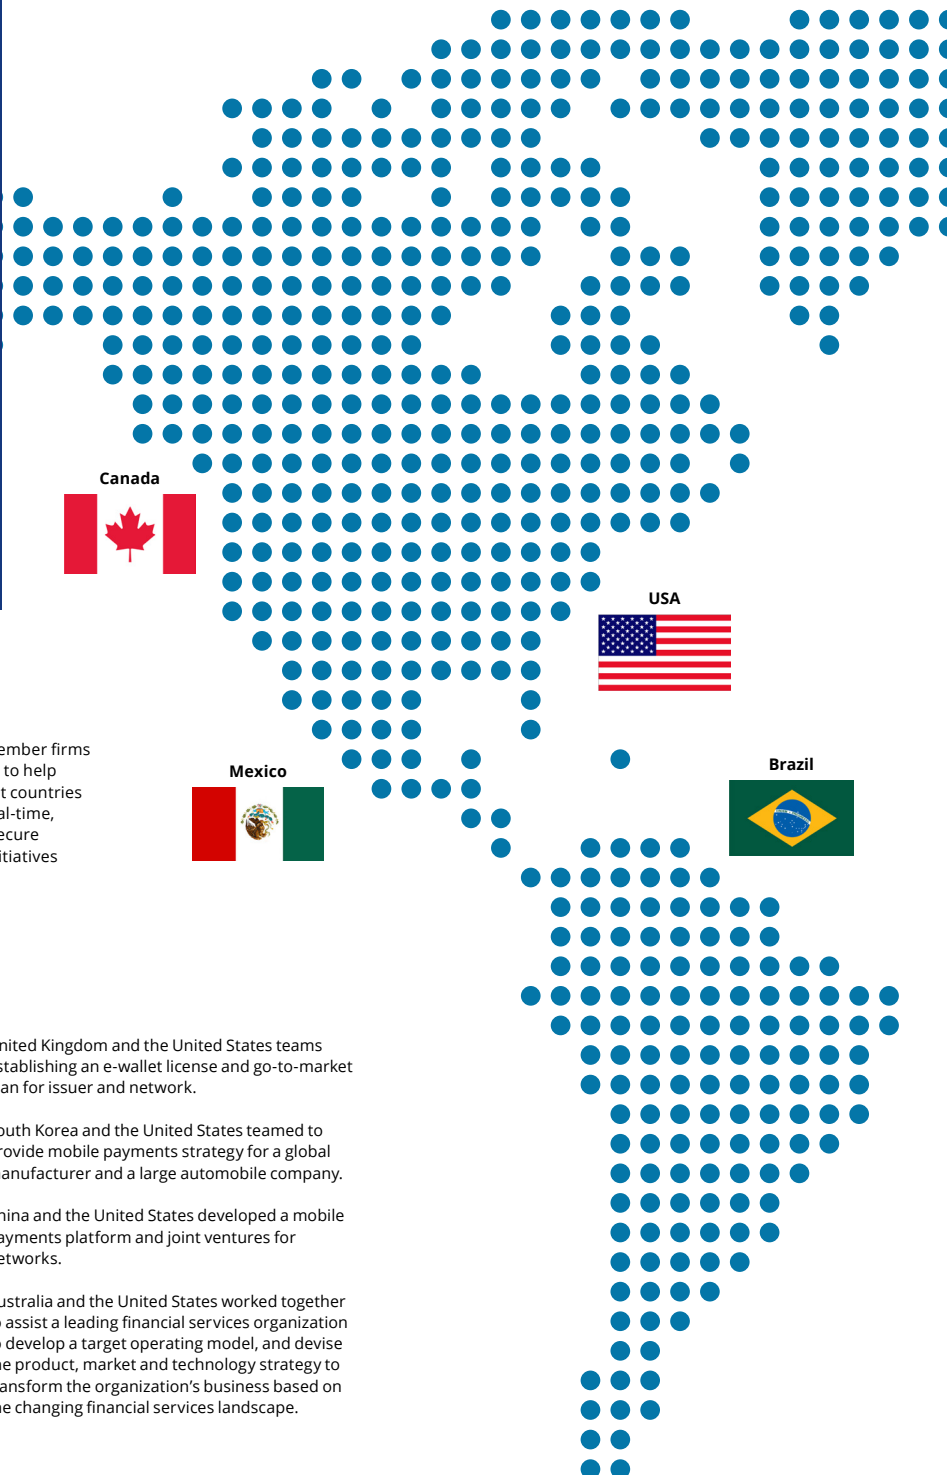 Canada
USA
Mexico
Brazil
ember firms
to help
t countries
al-time,
ecure
itiatives
nited Kingdom and the United States teams
stablishing an e-wallet license and go-to-market
an for issuer and network.
outh Korea and the United States teamed to
rovide mobile payments strategy for a global
anufacturer and a large automobile company.
hina and the United States developed a mobile
ayments platform and joint ventures for
etworks.
ustralia and the United States worked together
assist a leading financial services organization
develop a target operating model, and devise
he product, market and technology strategy to
ansform the organization's business based on
he changing financial services landscape.